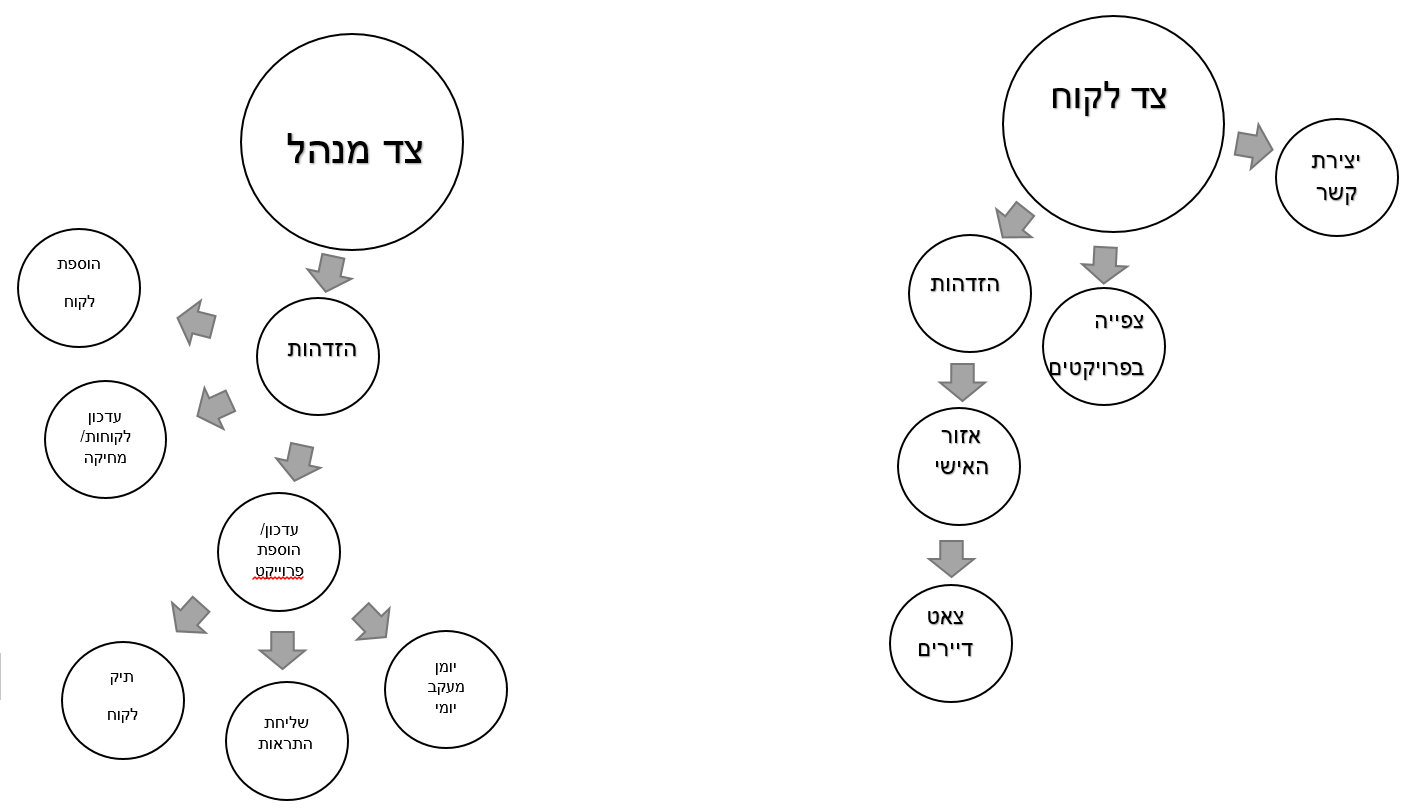 צד לקוח
יצירת
קשר
הזדהות
צפייה
בפרויקטים
אזור
האישי
צאט
דיירים
צד מנהל
הזדהות
הוספת
לקוח
עדכון
לקוחות/
מחיקה
עדכון/
הוספת
פרוייקט
יומן
מעקב
יומי
שליחת
התראות
תיק
לקוח